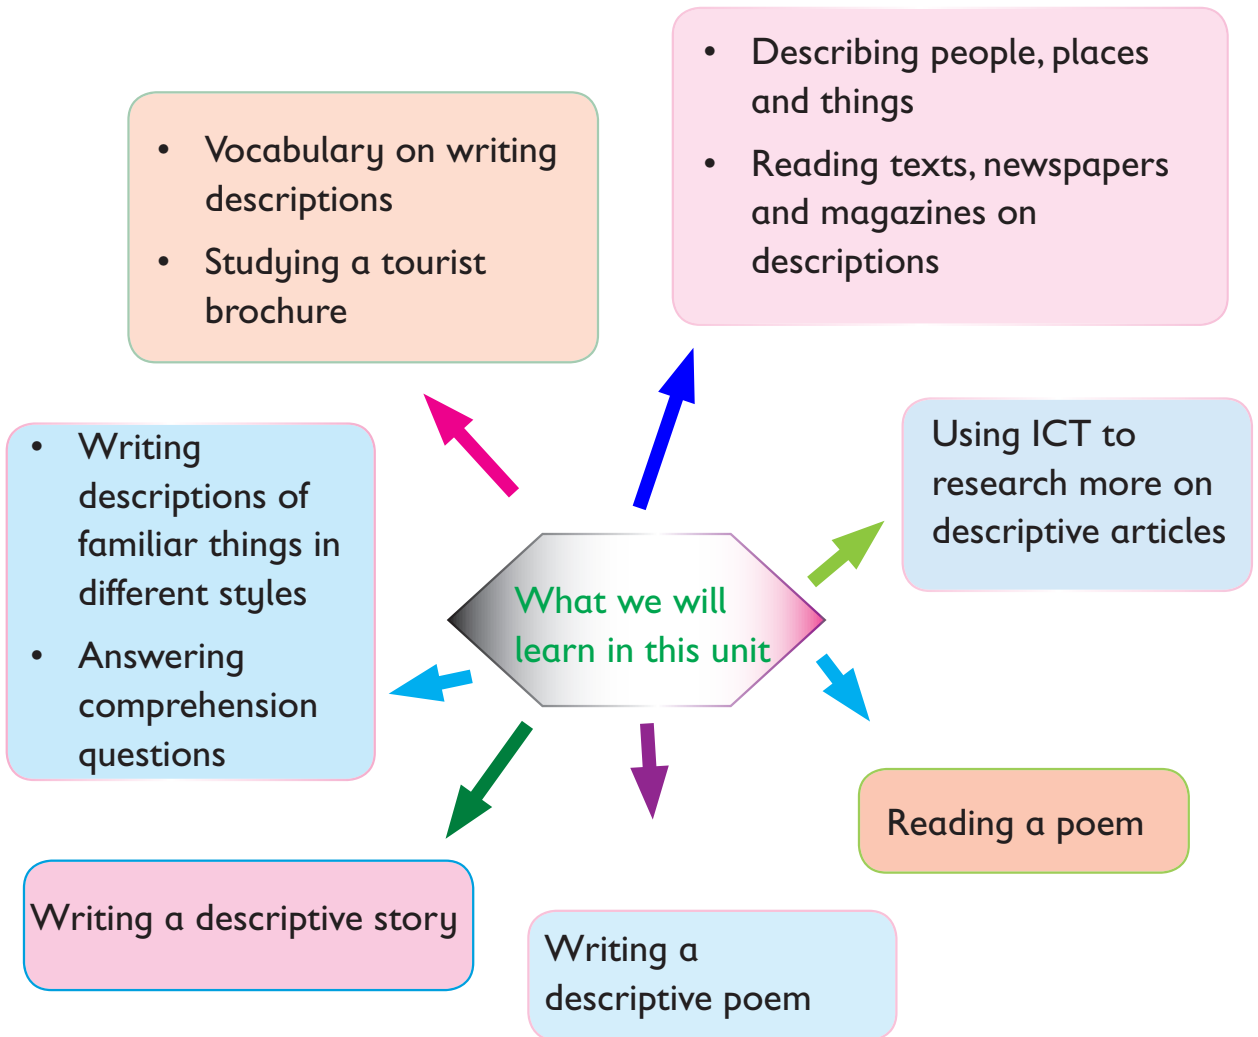 • Describing people, places
and things
• Reading texts, newspapers
and magazines on
descriptions
• Vocabulary on writing
descriptions
• Studying a tourist
brochure
Using ICT to
research more on
descriptive articles
• Writing
descriptions of
familiar things in
different styles
• Answering
comprehension
questions
What we will
learn in this unit
Reading a poem
Writing a descriptive story
Writing a
descriptive poem